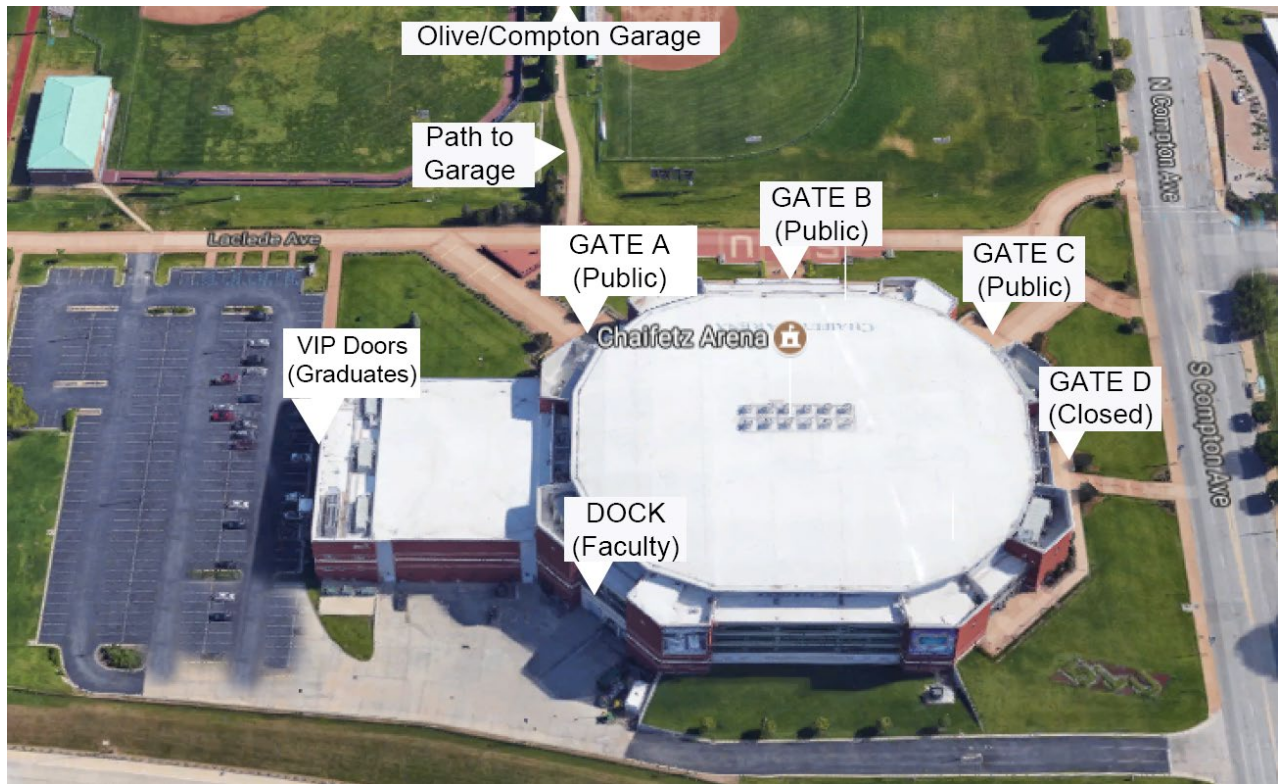 Olive/Compton Garage
Path to
Garage
N Compton Ave
GATE B
(Public)
Laclede Ave
GATE A
(Public)
GATE C
(Public)
Chaifetz Arena
VIP Doors
(Graduates)
GATE D
(Closed)
S Compton Ave
DOCK
(Faculty)